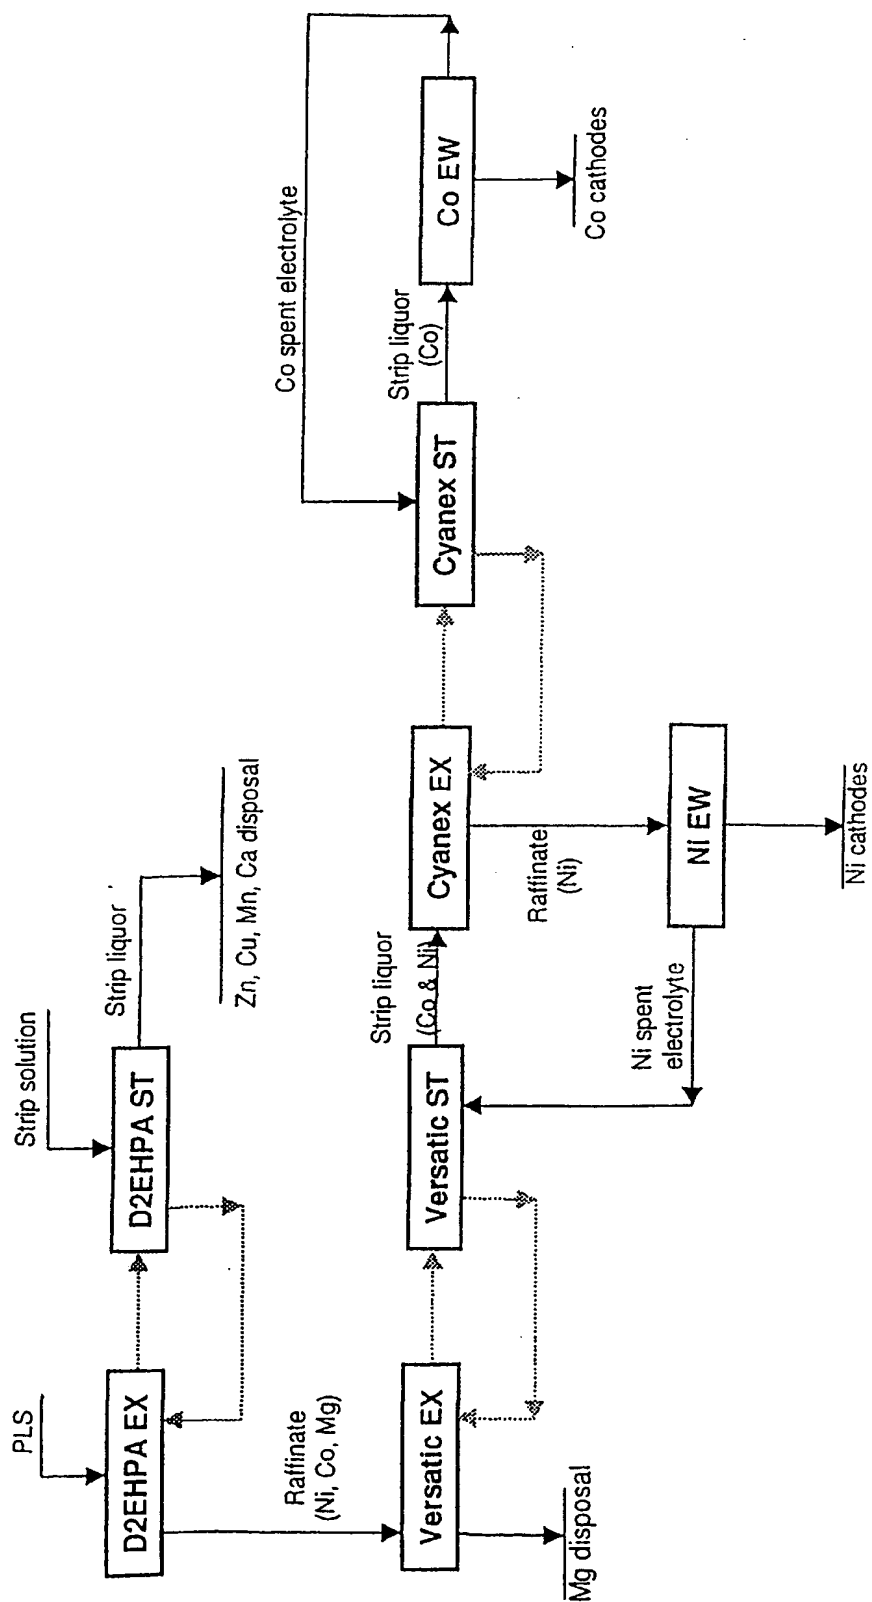 PLS
D2EHPA EX
Strip solution
D2EHPA ST
Strip liquor
Zn, Cu, Mn, Ca disposal
Raffinate
(Ni, Co, Mg)
Versatic EX
Mg disposal
Versatic ST
Strip liquor
(Co & Ni)
Cyanex EX
Raffinate
(Ni)
Ni EW
Ni spent
electrolyte
Ni cathodes
Cyanex ST
Co spent electrolyte
Strip liquor
(Co)
Co EW
Co cathodes